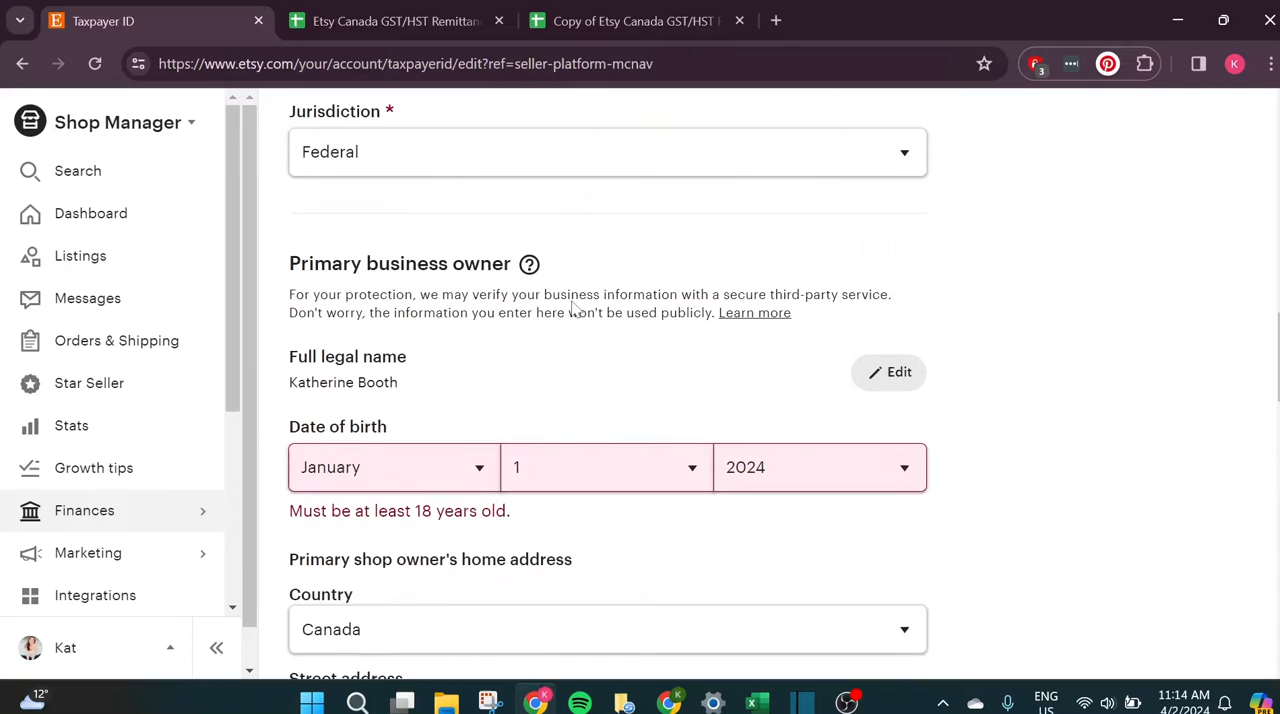 Taxpayer ID
Etsy Canada GST/HST Remittan
Copy of Etsy Canada GST/HST
https://www.etsy.com/your/account/taxpayerid/edit?ref=seller-platform-mcnav
3
K
Shop Manager
Search
Dashboard
Listings
Messages
Orders & Shipping
Star Seller
Stats
Growth tips
Finances
Marketing
Integrations
Kat
Jurisdiction *
Federal
Primary business owner ?
For your protection, we may verify your business information with a secure third-party service.
Don't worry, the information you enter here won't be used publicly. Learn more
Full legal name
Katherine Booth
Edit
Date of birth
January
1
2024
Must be at least 18 years old.
Primary shop owner's home address
Country
Canada
Street address
12°
ENG
US
11:14 AM
4/2/2024